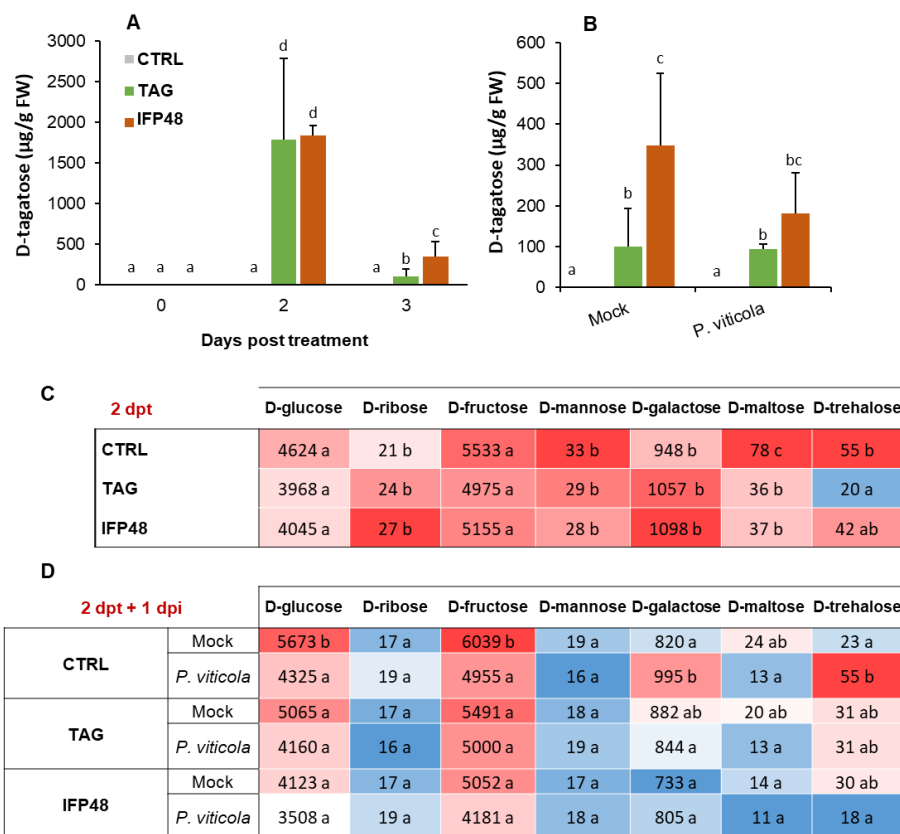 A
D-tagatose (µg/g FW)
3000
2500
2000
1500
1000
500
0
CTRL
TAG
IFP48
a a a a d d a b c
0 2 3
Days post treatment
B
D-tagatose (µg/g FW)
600
500
400
300
200
100
0
a b c a b bc
Mock P. viticola
C
2 dpt D-glucose D-ribose D-fructose D-mannose D-galactose D-maltose D-trehalose
CTRL 4624 a 21 b 5533 a 33 b 948 b 78 c 55 b
TAG 3968 a 24 b 4975 a 29 b 1057 b 36 b 20 a
IFP48 4045 a 27 b 5155 a 28 b 1098 b 37 b 42 ab
D
2 dpt + 1 dpi D-glucose D-ribose D-fructose D-mannose D-galactose D-maltose D-trehalose
CTRL Mock 5673 b 17 a 6039 b 19 a 820 a 24 ab 23 a
P. viticola 4325 a 19 a 4955 a 16 a 995 b 13 a 55 b
TAG Mock 5065 a 17 a 5491 a 18 a 882 ab 20 ab 31 ab
P. viticola 4160 a 16 a 5000 a 19 a 844 a 13 a 31 ab
IFP48 Mock 4123 a 17 a 5052 a 17 a 733 a 14 a 30 ab
P. viticola 3508 a 19 a 4181 a 18 a 805 a 11 a 18 a